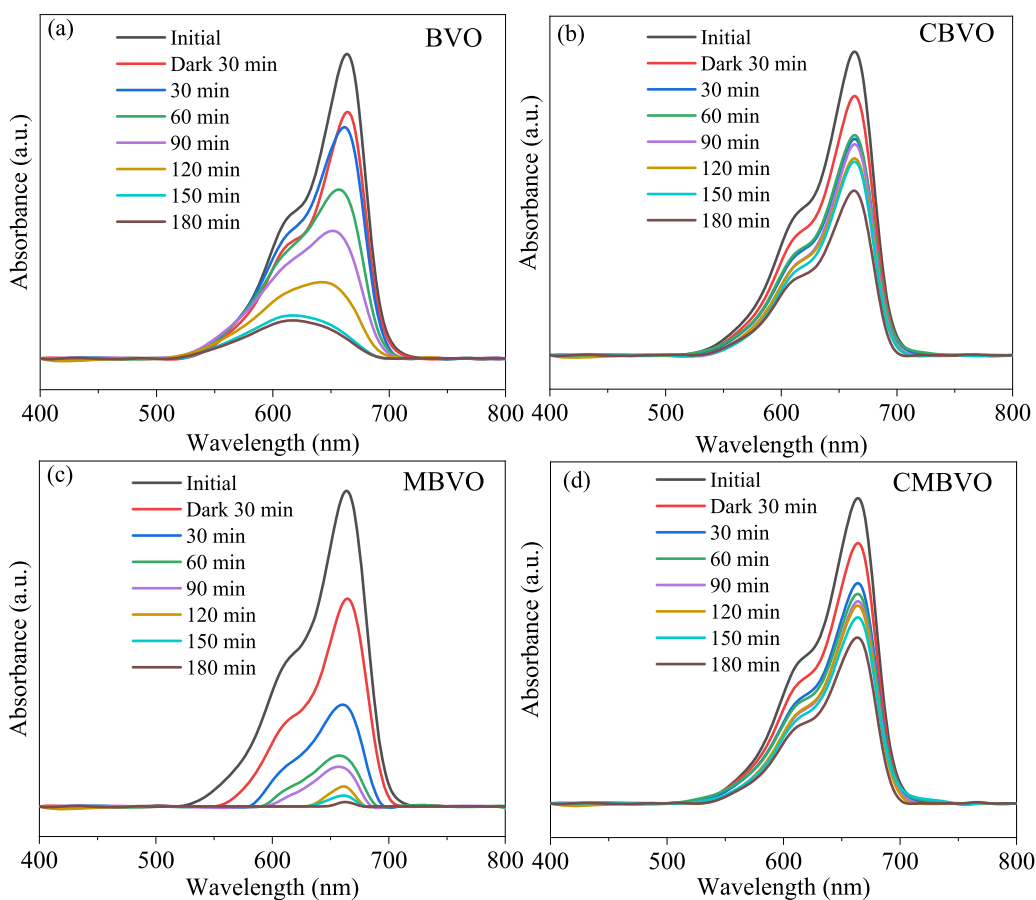 (a)
BVO
Initial
Dark 30 min
30 min
60 min
90 min
120 min
150 min
180 min
Absorbance (a.u.)
400 500 600 700 800
Wavelength (nm)
(b)
CBVO
Initial
Dark 30 min
30 min
60 min
90 min
120 min
150 min
180 min
Absorbance (a.u.)
400 500 600 700 800
Wavelength (nm)
(c)
MBVO
Initial
Dark 30 min
30 min
60 min
90 min
120 min
150 min
180 min
Absorbance (a.u.)
400 500 600 700 800
Wavelength (nm)
(d)
CMBVO
Initial
Dark 30 min
30 min
60 min
90 min
120 min
150 min
180 min
Absorbance (a.u.)
400 500 600 700 800
Wavelength (nm)